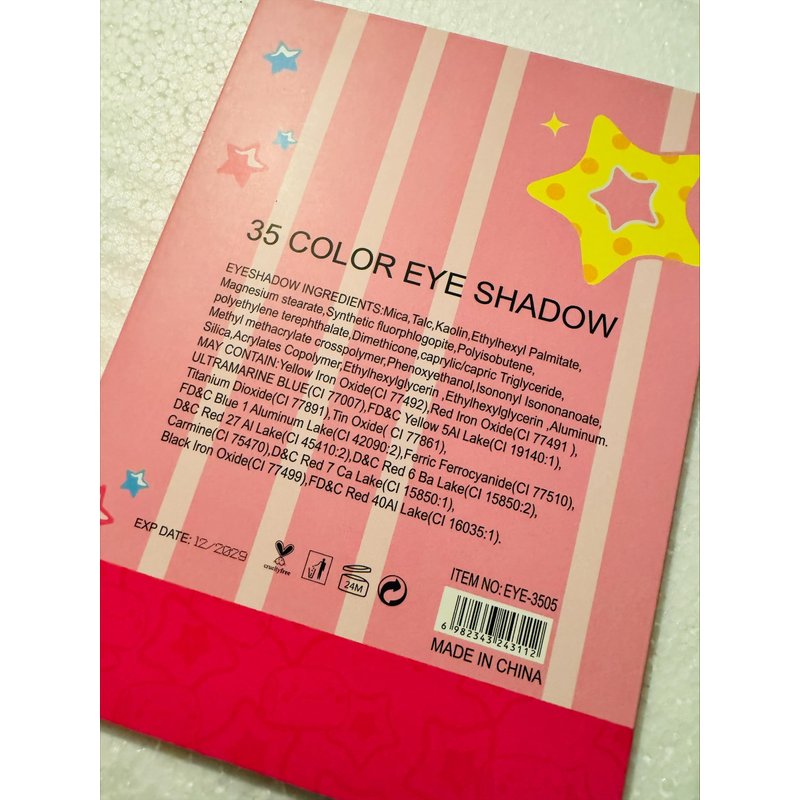 35 COLOR EYE SHADOW
EYESHADOW INGREDIENTS:Mica,Talc,Kaolin,Ethylhexyl Palmitate,
Magnesium stearate,Synthetic fluorphlogopite,Polyisobutene,
polyethylene terephthalate,Dimethicone,caprylic/capric Triglyceride,
Methyl methacrylate crosspolymer,Phenoxyethanol,Isononyl Isononanoate,
Silica,Acrylates Copolymer,Ethylhexylglycerin ,Ethylhexylglycerin ,Aluminum.
MAY CONTAIN:Yellow Iron Oxide(CI 77492),Red Iron Oxide(CI 77491 ),
ULTRAMARINE BLUE(CI 77007),FD&C Yellow 5Al Lake(CI 19140:1),
Titanium Dioxide(CI 77891),Tin Oxide( CI 77861),
FD&C Blue 1 Aluminum Lake(CI 42090:2),Ferric Ferrocyanide(CI 77510),
D&C Red 27 Al Lake(CI 45410:2),D&C Red 6 Ba Lake(CI 15850:2),
Carmine(CI 75470),D&C Red 7 Ca Lake(CI 15850:1),
Black Iron Oxide(CI 77499),FD&C Red 40Al Lake(CI 16035:1).
EXP DATE: 12/2029
crueltyfree
24M
ITEM NO: EYE-3505
6 982343 243112
MADE IN CHINA